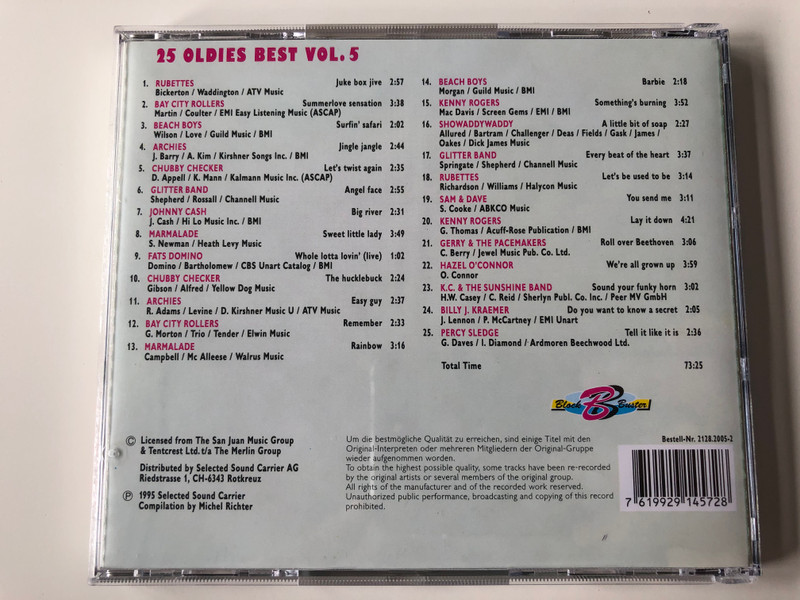 25 OLDIES BEST VOL. 5
1. RUBETTES Juke box jive 2:57
Bickerton / Waddington / ATV Music
2. BAY CITY ROLLERS Summerlove sensation 3:38
Martin / Coulter / EMI Easy Listening Music (ASCAP)
3. BEACH BOYS Surfin' safari 2:02
Wilson / Love / Guild Music / BMI
4. ARCHIES Jingle jangle 2:44
J. Barry / A. Kim / Kirshner Songs Inc. / BMI
5. CHUBBY CHECKER Let's twist again 2:35
D. Appell / K. Mann / Kalmann Music Inc. (ASCAP)
6. GLITTER BAND Angel face 2:55
Shepherd / Rossall / Channell Music
7. JOHNNY CASH Big river 2:31
J. Cash / Hi Lo Music Inc. / BMI
8. MARMALADE Sweet little lady 3:49
S. Newman / Heath Levy Music
9. FATS DOMINO Whole lotta lovin' (live) 1:02
Domino / Bartholomew / CBS Unart Catalog / BMI
10. CHUBBY CHECKER The hucklebuck 2:24
Gibson / Alfred / Yellow Dog Music
11. ARCHIES Easy guy 2:37
R. Adams / Levine / D. Kirshner Music U / ATV Music
12. BAY CITY ROLLERS Remember 2:33
G. Morton / Trio / Tender / Elwin Music
13. MARMALADE Rainbow 3:16
Campbell / Mc Alleese / Walrus Music
14. BEACH BOYS Barbie 2:18
Morgan / Guild Music / BMI
15. KENNY ROGERS Something's burning 3:52
Mac Davis / Screen Gems / EMI / BMI
16. SHOWADDYWADDY A little bit of soap 2:27
Allured / Bartram / Challenger / Deas / Fields / Gask / James /
Oakes / Dick James Music
17. GLITTER BAND Every beat of the heart 3:37
Springate / Shepherd / Channell Music
18. RUBETTES Let's be used to be 3:14
Richardson / Williams / Halycon Music
19. SAM & DAVE You send me 3:11
S. Cooke / ABKCO Music
20. KENNY ROGERS Lay it down 4:21
G. Thomas / Acuff-Rose Publication / BMI
21. GERRY & THE PACEMAKERS Roll over Beethoven 3:06
C. Berry / Jewel Music Pub. Co. Ltd.
22. HAZEL O'CONNOR We're all grown up 3:59
O. Connor
23. K.C. & THE SUNSHINE BAND Sound your funky horn 3:02
H.W. Casey / C. Reid / Sherlyn Publ. Co. Inc. / Peer MV GmbH
24. BILLY J. KRAEMER Do you want to know a secret 2:05
J. Lennon / P. McCartney / EMI Unart
25. PERCY SLEDGE Tell it like it is 2:36
G. Daves / I. Diamond / Ardmoren Beechwood Ltd.
Total Time 73:25
Block B Buster
© Licensed from The San Juan Music Group
& Tentcrest Ltd. t/a The Merlin Group
Distributed by Selected Sound Carrier AG
Riedstrasse 1, CH-6343 Rotkreuz
℗ 1995 Selected Sound Carrier
Compilation by Michel Richter
Um die bestmögliche Qualität zu erreichen, sind einige Titel mit den
Original-Interpreten oder mehreren Mitgliedern der Original-Gruppe
wieder aufgenommen worden.
To obtain the highest possible quality, some tracks have been re-recorded
by the original artists or several members of the original group.
All rights of the manufacturer and of the recorded work reserved.
Unauthorized public performance, broadcasting and copying of this record
prohibited.
Bestell-Nr. 2128.2005-2
7 619929 145728